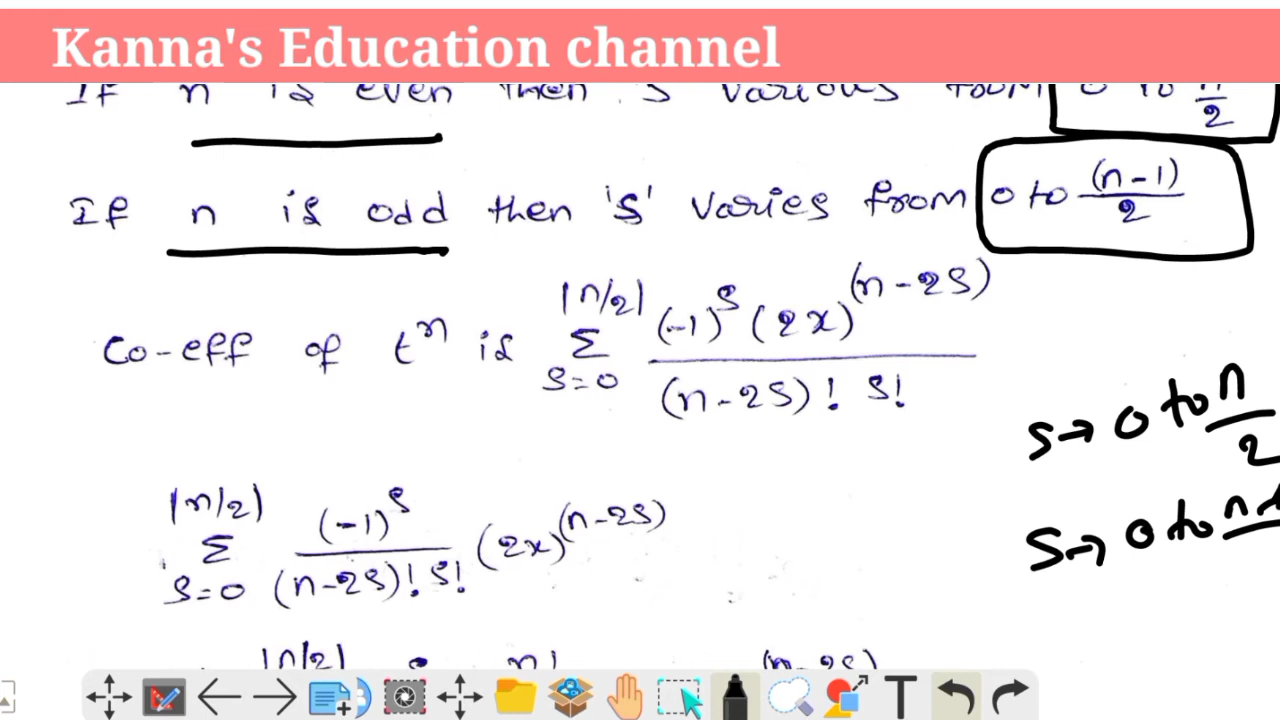 Kanna's Education channel
If n is even then 's' various from 0 to n/2
If n is odd then 's' varies from 0 to (n-1)/2
Co-eff of t^n is |n/2| Σ s=0 (-1)^s (2x)^(n-2s) / (n-2s)! s!
s→ 0 to n/2
|n/2| Σ s=0 (-1)^s / (n-2s)! s! (2x)^(n-2s)
s→ 0 to
|n/2| n! (n-2s)
T